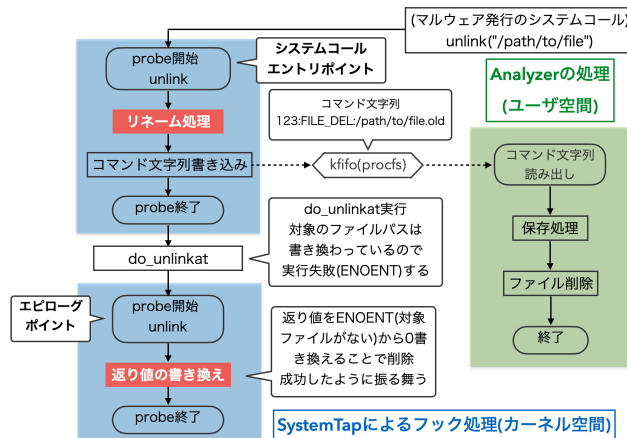 (マルウェア発行のシステムコール)
unlink("/path/to/file")
probe開始
unlink
システムコール
エントリポイント
リネーム処理
コマンド文字列書き込み
probe終了
コマンド文字列
123:FILE_DEL:/path/to/file.old
kfifo(procfs)
Analyzerの処理
(ユーザ空間)
コマンド文字列
読み出し
保存処理
ファイル削除
終了
do_unlinkat
do_unlinkat実行
対象のファイルパスは
書き換わっているので
実行失敗(ENOENT)する
エピローグ
ポイント
probe開始
unlink
返り値の書き換え
probe終了
返り値をENOENT(対象
ファイルがない)から0書
き換えることで削除
成功したように振る舞う
SystemTapによるフック処理(カーネル空間)